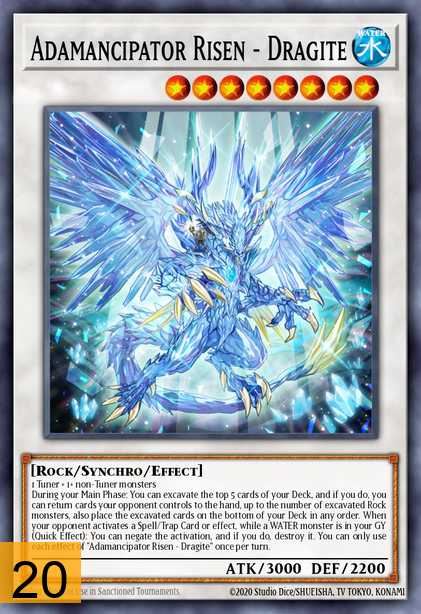 ADAMANCIPATOR RISEN - DRAGITE
WATER
水
[ROCK/SYNCHRO/EFFECT]
1 Tuner + 1+ non-Tuner monsters
During your Main Phase: You can excavate the top 5 cards of your Deck, and if you do, you
can return cards your opponent controls to the hand, up to the number of excavated Rock
monsters, also place the excavated cards on the bottom of your Deck in any order. When
your opponent activates a Spell/Trap Card or effect, while a WATER monster is in your GY
(Quick Effect): You can negate the activation, and if you do, destroy it. You can only use
each effect of "Adamancipator Risen - Dragite" once per turn.
ATK/3000 DEF/2200
20
use in Sanctioned Tournaments.
©2020 Studio Dice/SHUEISHA, TV TOKYO, KONAMI